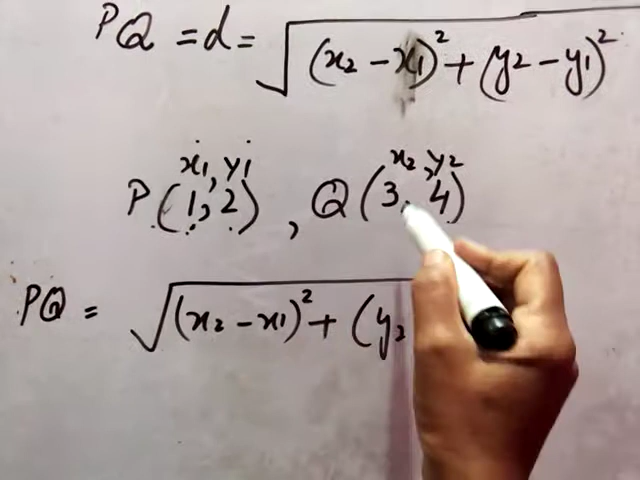 PQ = d = √(x₂ - x₁)² + (y₂ - y₁)²
x₁, y₁ x₂, y₂
P(1, 2), Q(3, 4)
PQ = √(x₂ - x₁)² + (y₂